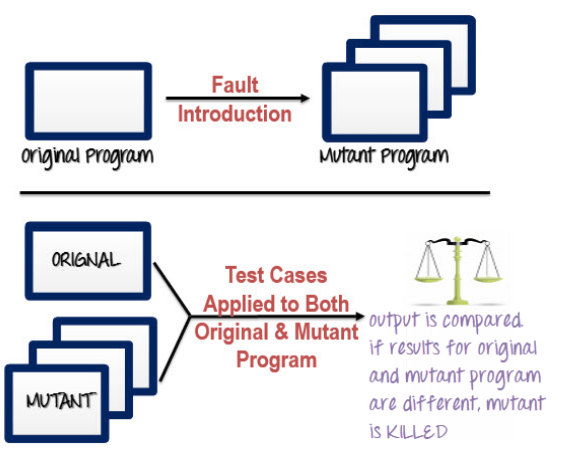 Fault
Introduction
Original Program
Mutant Program
ORIGNAL
MUTANT
Test Cases
Applied to Both
Original & Mutant
Program
output is compared.
if results for original
and mutant program
are different, mutant
is KILLED